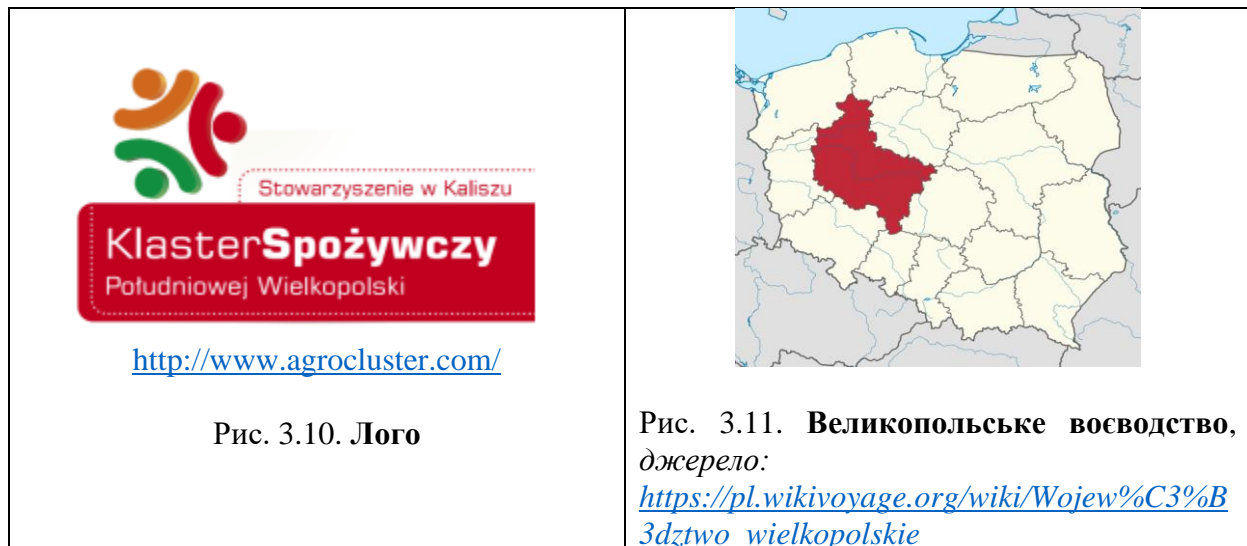 Stowarzyszenie w Kaliszu
KlasterSpożywczy
Południowej Wielkopolski
http://www.agrocluster.com/
Рис. 3.10. Лого
Рис. 3.11. Великопольське воєводство,
джерело:
https://pl.wikivoyage.org/wiki/Wojew%C3%B
3dztwo_wielkopolskie